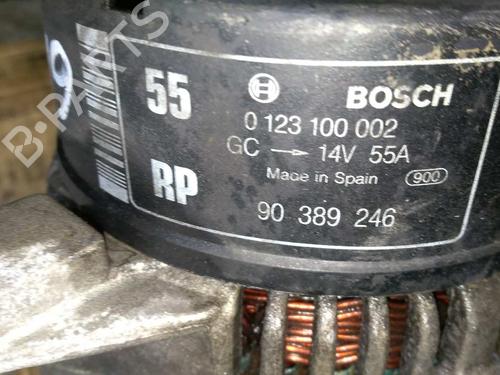 55
BOSCH
0 123 100 002
GC → 14V 55A
Made in Spain 900
RP
90 389 246
B-PARTS